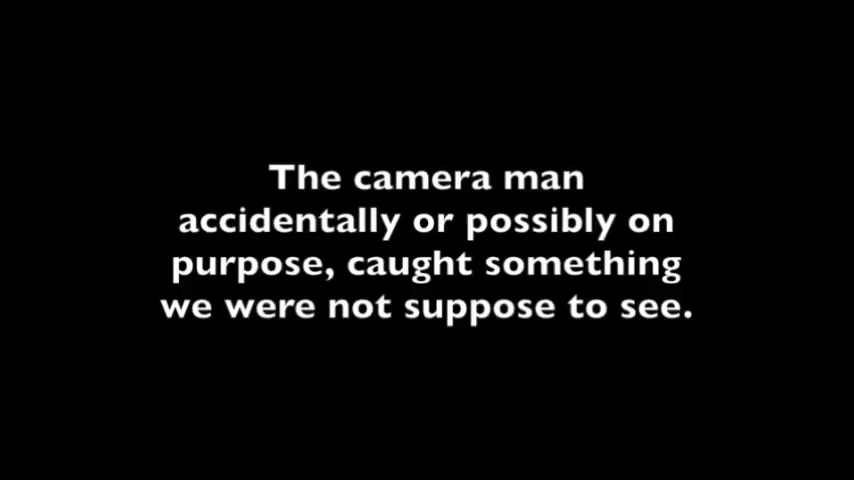 The camera man
accidentally or possibly on
purpose, caught something
we were not suppose to see.